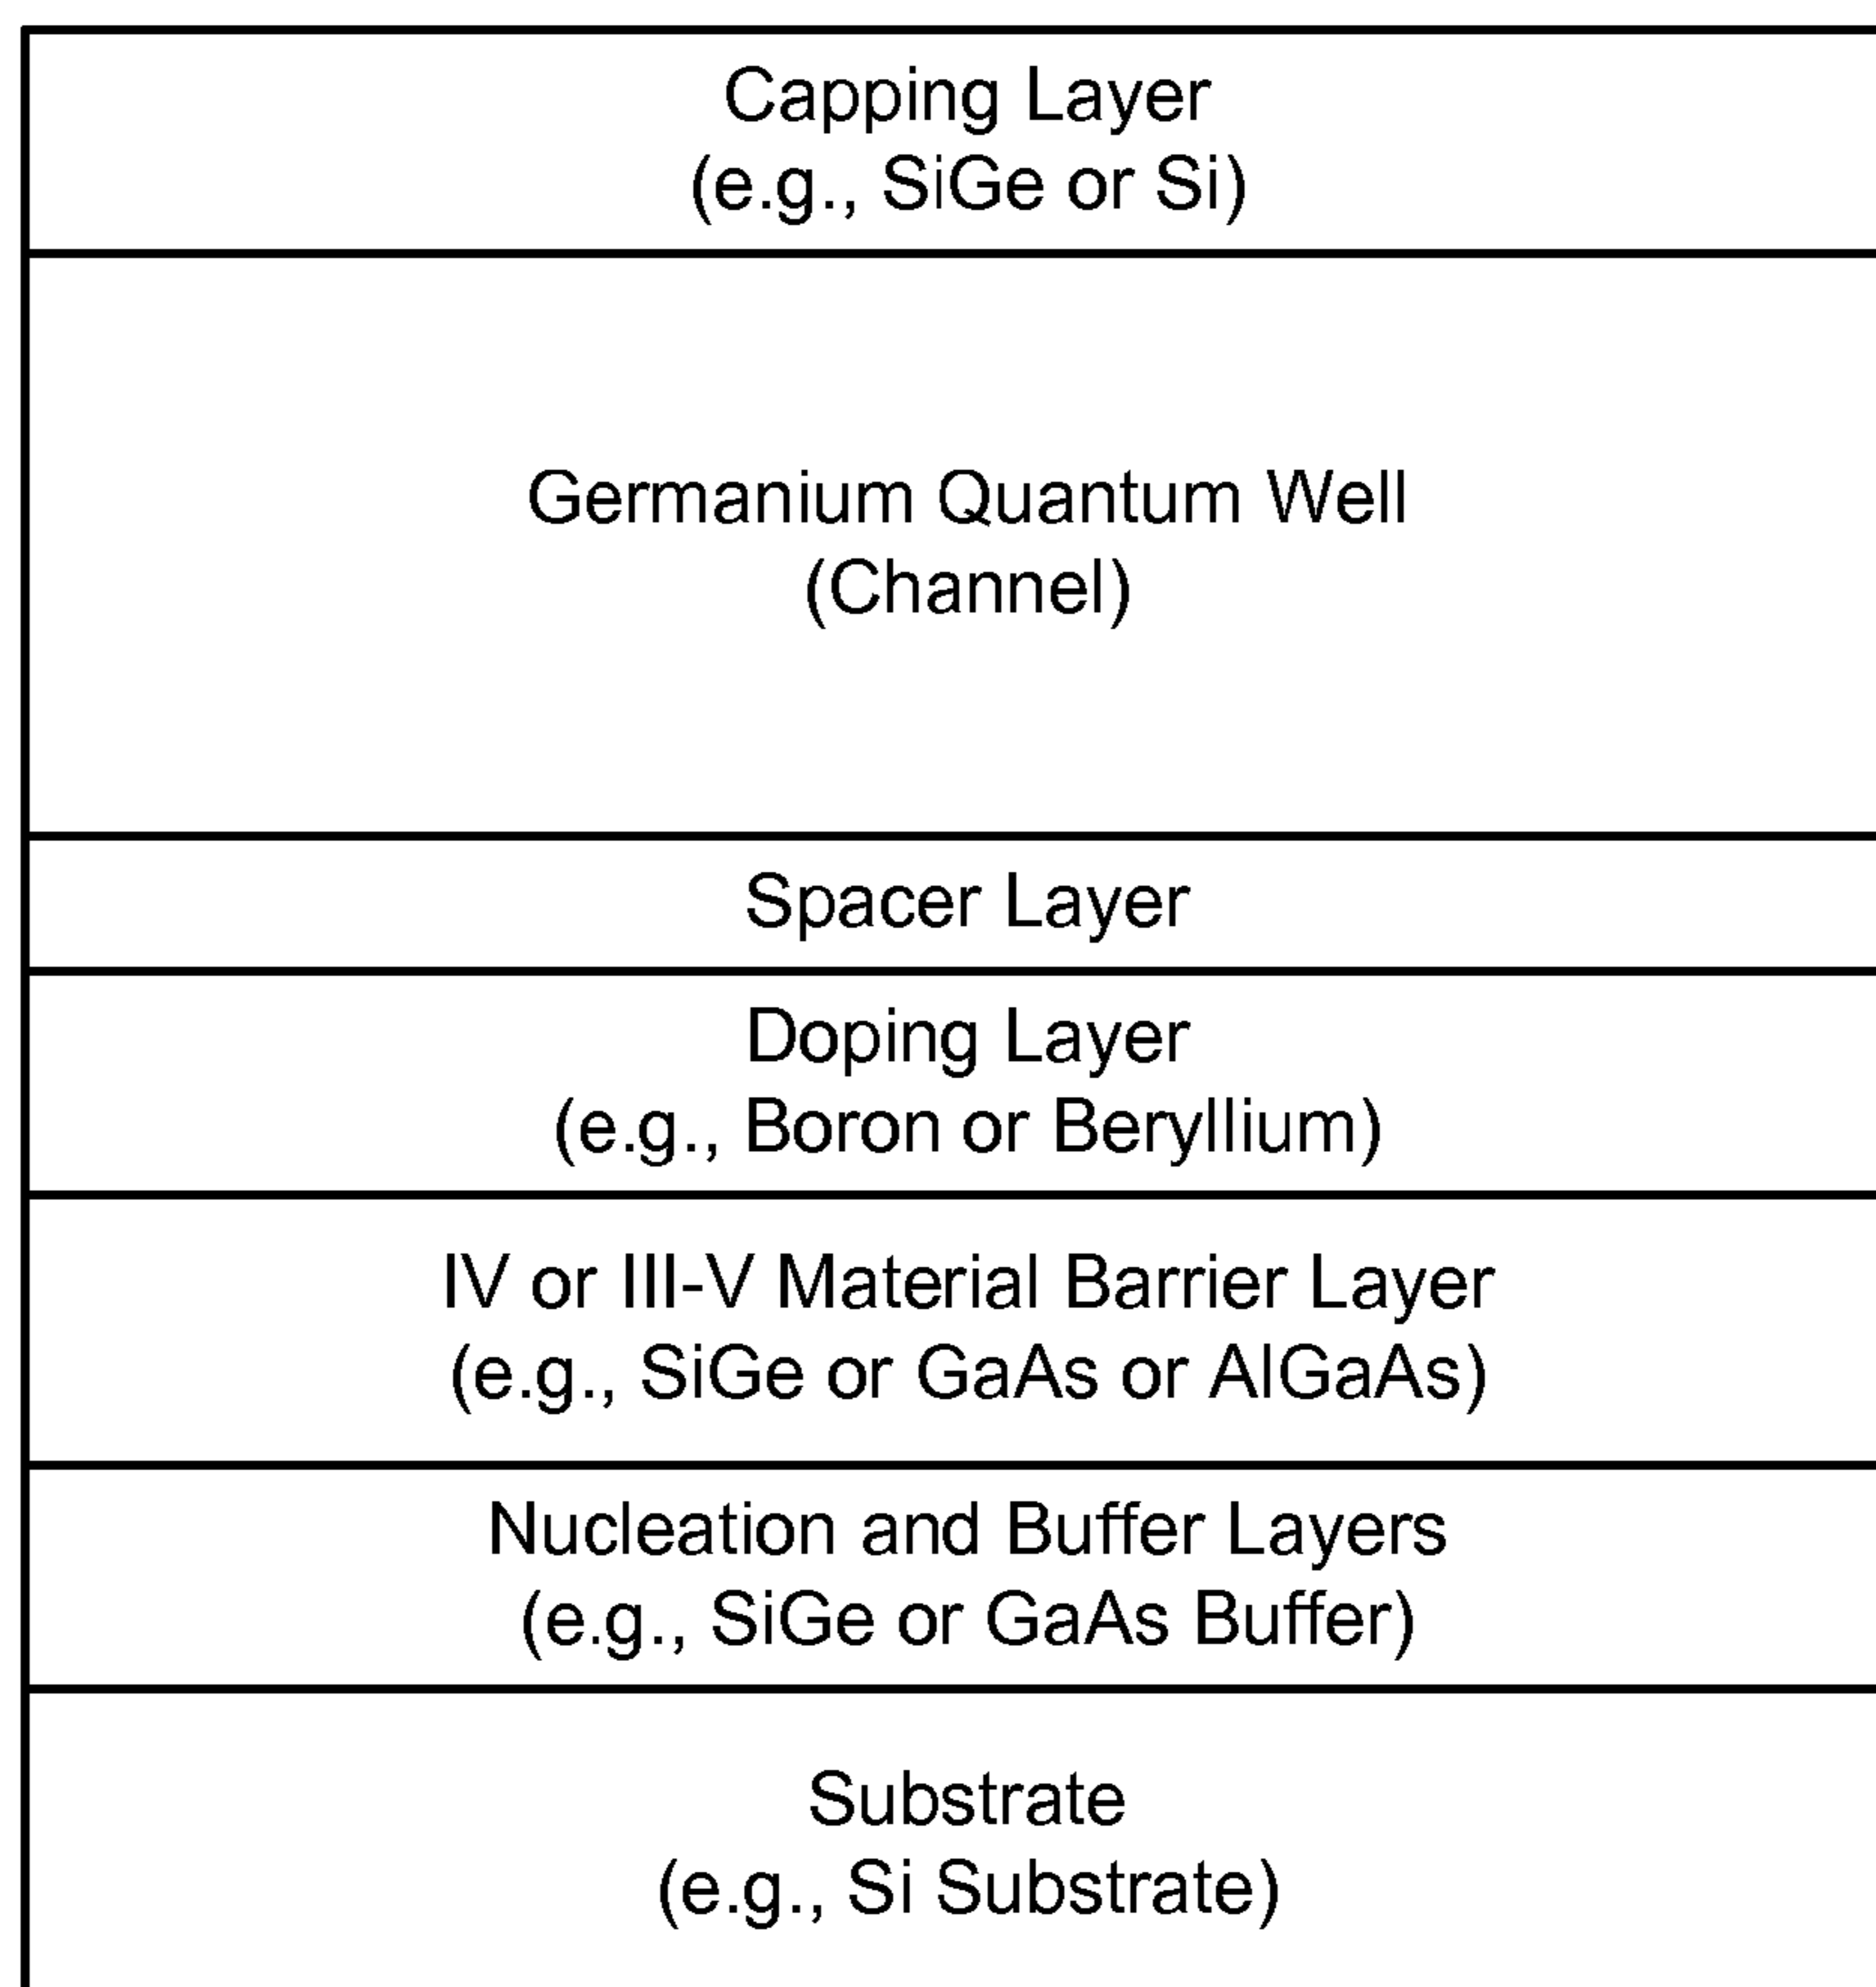 Capping Layer
(e.g., SiGe or Si)
Germanium Quantum Well
(Channel)
Spacer Layer
Doping Layer
(e.g., Boron or Beryllium)
IV or III-V Material Barrier Layer
(e.g., SiGe or GaAs or AlGaAs)
Nucleation and Buffer Layers
(e.g., SiGe or GaAs Buffer)
Substrate
(e.g., Si Substrate)